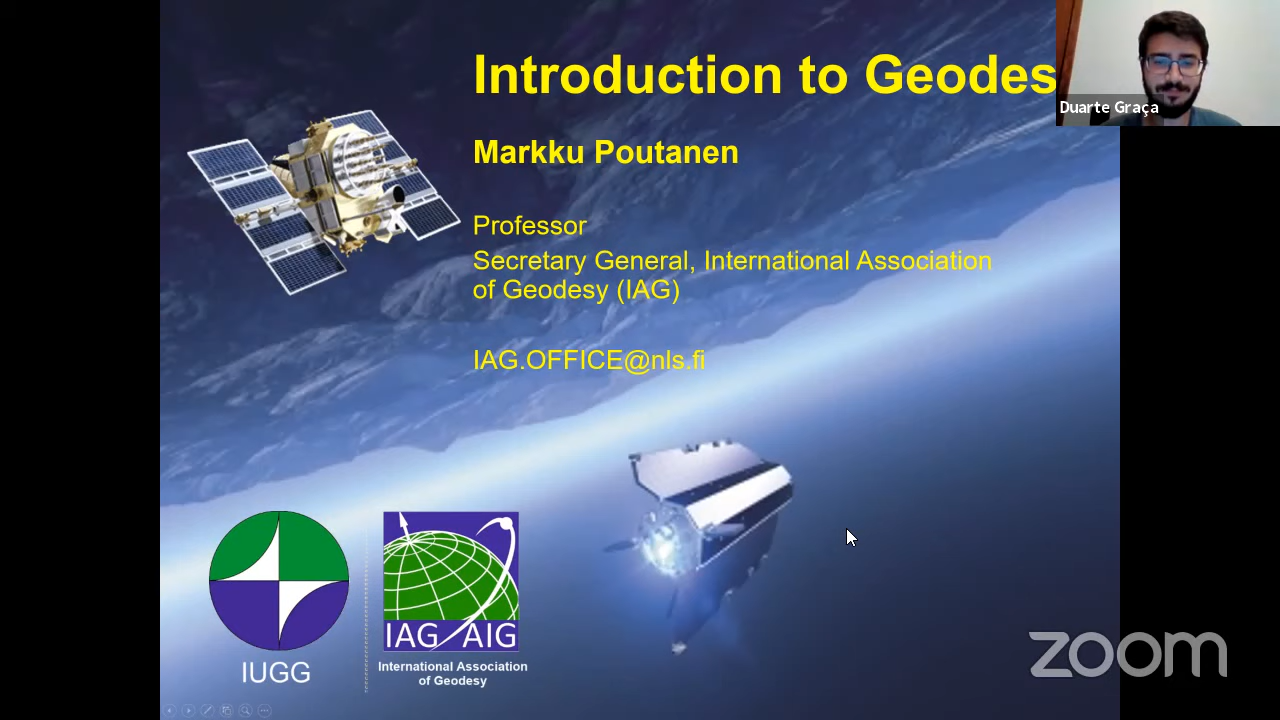 Introduction to Geodes
Duarte Graça
Markku Poutanen
Professor
Secretary General, International Association
of Geodesy (IAG)
IAG.OFFICE@nls.fi
IUGG
IAG AIG
International Association
of Geodesy
zoom